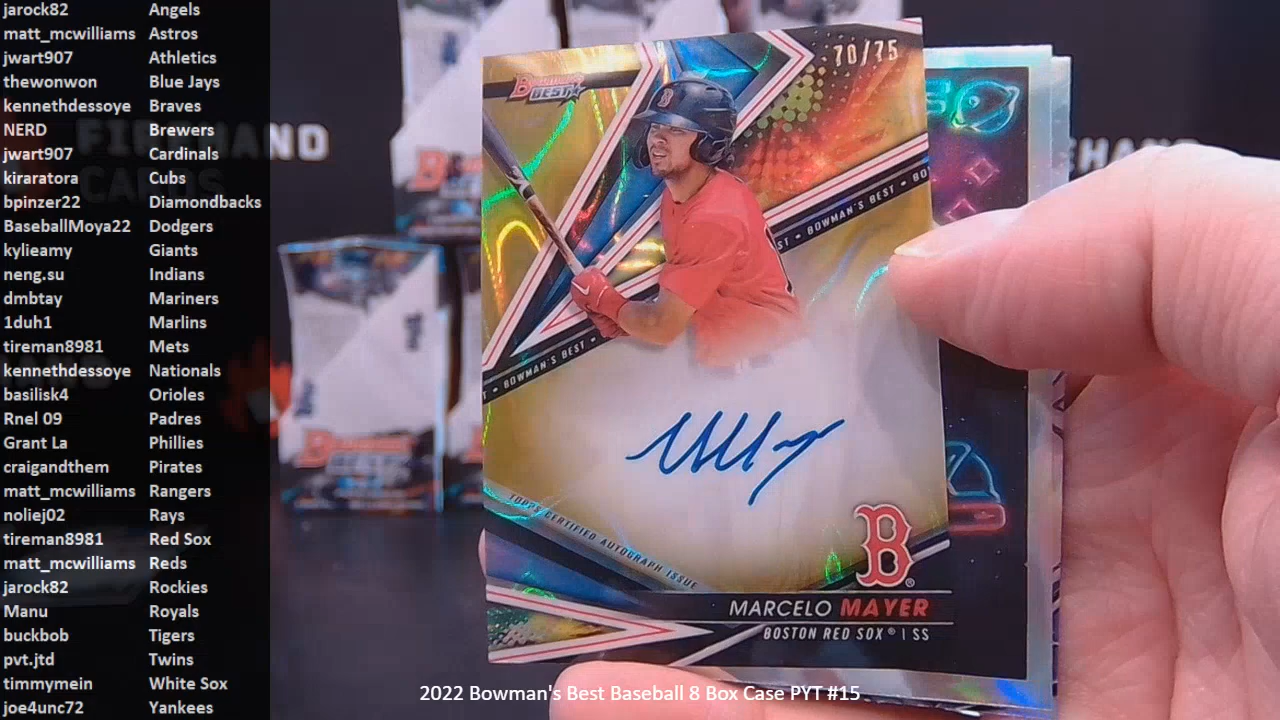 jarock82 Angels
matt_mcwilliams Astros
jwart907 Athletics
thewonwon Blue Jays
kennethdessoye Braves
NERD Brewers
jwart907 Cardinals
kiraratora Cubs
bpinzer22 Diamondbacks
BaseballMoya22 Dodgers
kylieamy Giants
neng.su Indians
dmbtay Mariners
1duh1 Marlins
tireman8981 Mets
kennethdessoye Nationals
basilisk4 Orioles
Rnel 09 Padres
Grant La Phillies
craigandthem Pirates
matt_mcwilliams Rangers
noliej02 Rays
tireman8981 Red Sox
matt_mcwilliams Reds
jarock82 Rockies
Manu Royals
buckbob Tigers
pvt.jtd Twins
timmymein White Sox
joe4unc72 Yankees
FIREHAND
CARDS
BOWMAN'S
BEST
70/75
B
ST • BOWMAN'S BEST • BO
T • BOWMAN'S BEST •
TOPPS CERTIFIED AUTOGRAPH ISSUE
B
MARCELO MAYER
BOSTON RED SOX® | SS
2022 Bowman's Best Baseball 8 Box Case PYT #15